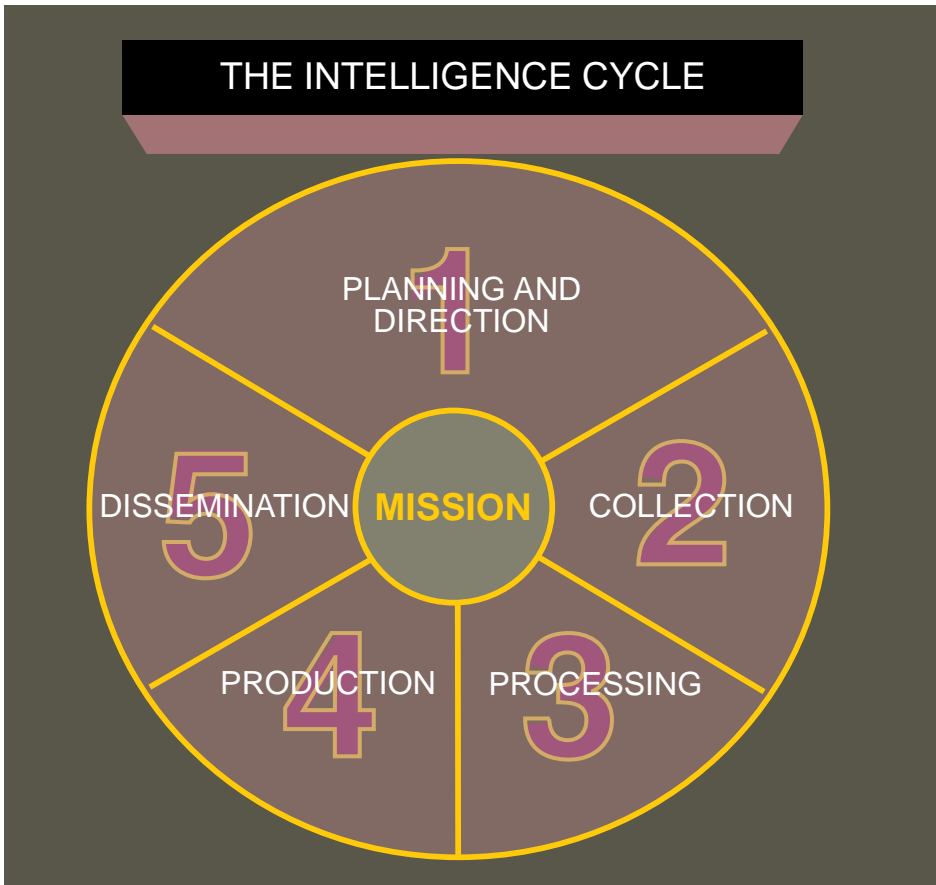 THE INTELLIGENCE CYCLE
1
PLANNING AND
DIRECTION
2
COLLECTION
3
PROCESSING
4
PRODUCTION
5
DISSEMINATION
MISSION